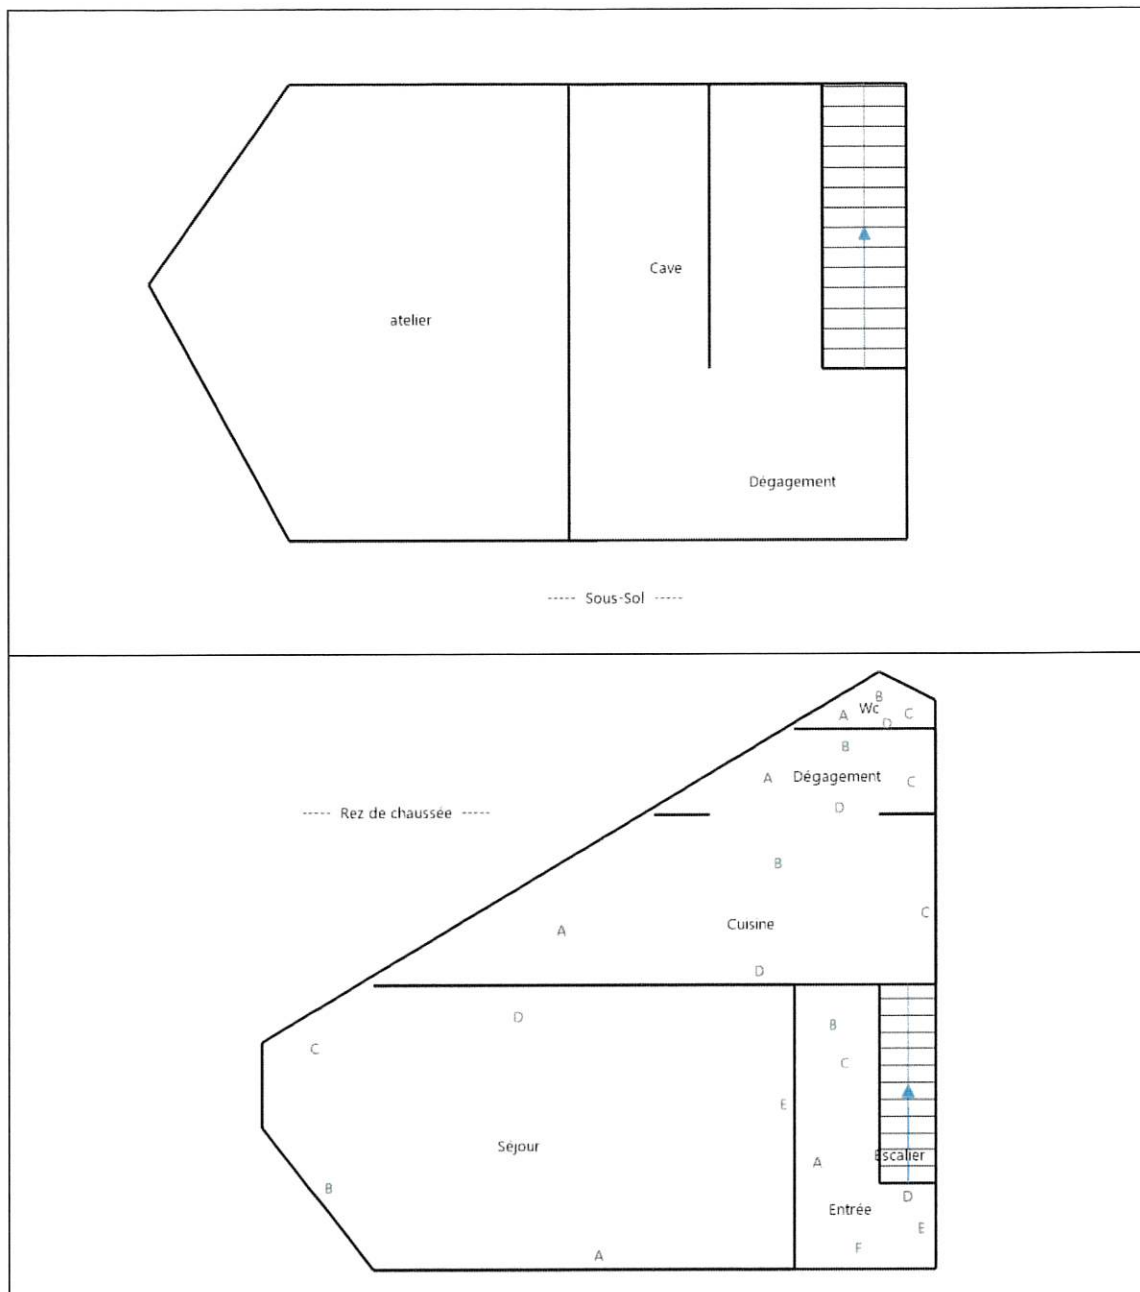 Cave
atelier
Dégagement
----- Sous-Sol -----
B
Wc
A C
D
B
A Dégagement C
----- Rez de chaussée ----- D
B
C
A Cuisine
D
D B
C C
E
Séjour A Escalier
B D
Entrée
E
A F